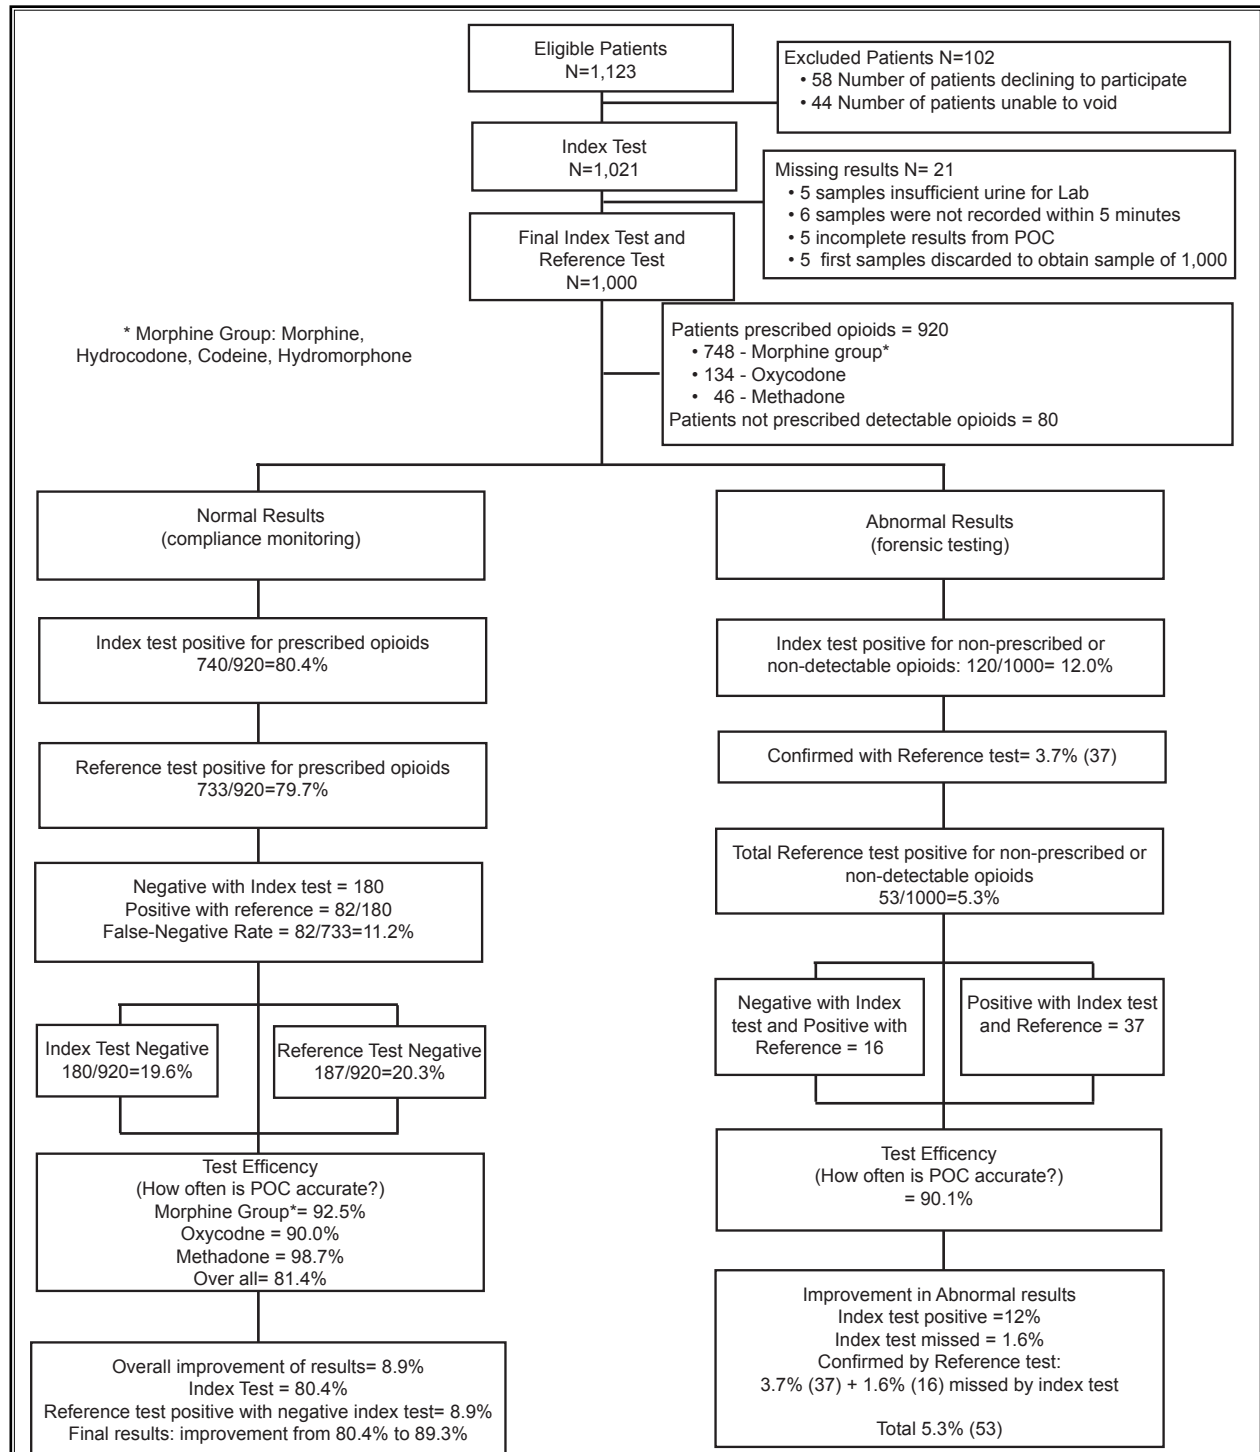 Eligible Patients
N=1,123
Excluded Patients N=102
• 58 Number of patients declining to participate
• 44 Number of patients unable to void
Index Test
N=1,021
Missing results N= 21
• 5 samples insufficient urine for Lab
• 6 samples were not recorded within 5 minutes
• 5 incomplete results from POC
• 5 first samples discarded to obtain sample of 1,000
Final Index Test and
Reference Test
N=1,000
* Morphine Group: Morphine,
Hydrocodone, Codeine, Hydromorphone
Patients prescribed opioids = 920
• 748 - Morphine group*
• 134 - Oxycodone
• 46 - Methadone
Patients not prescribed detectable opioids = 80
Normal Results
(compliance monitoring)
Index test positive for prescribed opioids
740/920=80.4%
Reference test positive for prescribed opioids
733/920=79.7%
Negative with Index test = 180
Positive with reference = 82/180
False-Negative Rate = 82/733=11.2%
Index Test Negative
180/920=19.6%
Reference Test Negative
187/920=20.3%
Test Efficency
(How often is POC accurate?)
Morphine Group*= 92.5%
Oxycodne = 90.0%
Methadone = 98.7%
Over all= 81.4%
Overall improvement of results= 8.9%
Index Test = 80.4%
Reference test positive with negative index test= 8.9%
Final results: improvement from 80.4% to 89.3%
Abnormal Results
(forensic testing)
Index test positive for non-prescribed or
non-detectable opioids: 120/1000= 12.0%
Confirmed with Reference test= 3.7% (37)
Total Reference test positive for non-prescribed or
non-detectable opioids
53/1000=5.3%
Negative with Index
test and Positive with
Reference = 16
Positive with Index test
and Reference = 37
Test Efficency
(How often is POC accurate?)
= 90.1%
Improvement in Abnormal results
Index test positive =12%
Index test missed = 1.6%
Confirmed by Reference test:
3.7% (37) + 1.6% (16) missed by index test
Total 5.3% (53)